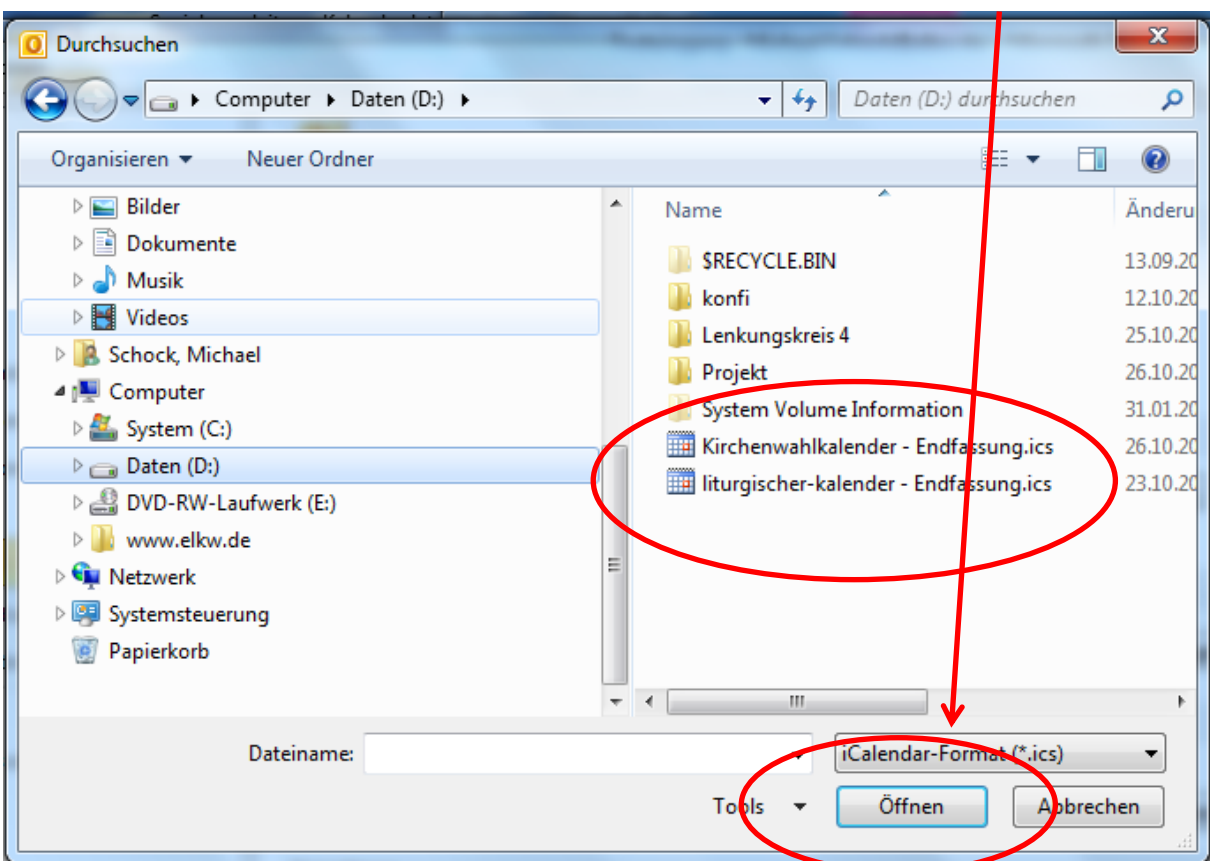 Durchsuchen
Computer Daten (D:)
Daten (D:) durchsuchen
Organisieren
Neuer Ordner
Bilder
Dokumente
Musik
Videos
Schock, Michael
Computer
System (C:)
Daten (D:)
DVD-RW-Laufwerk (E:)
www.elkw.de
Netzwerk
Systemsteuerung
Papierkorb
Name Änderu
$RECYCLE.BIN 13.09.20
konfi 12.10.20
Lenkungskreis 4 25.10.20
Projekt 26.10.20
System Volume Information 31.01.20
Kirchenwahlkalender - Endfassung.ics 26.10.20
liturgischer-kalender - Endfassung.ics 23.10.20
Dateiname:
iCalendar-Format (*.ics)
Tools Öffnen Abbrechen